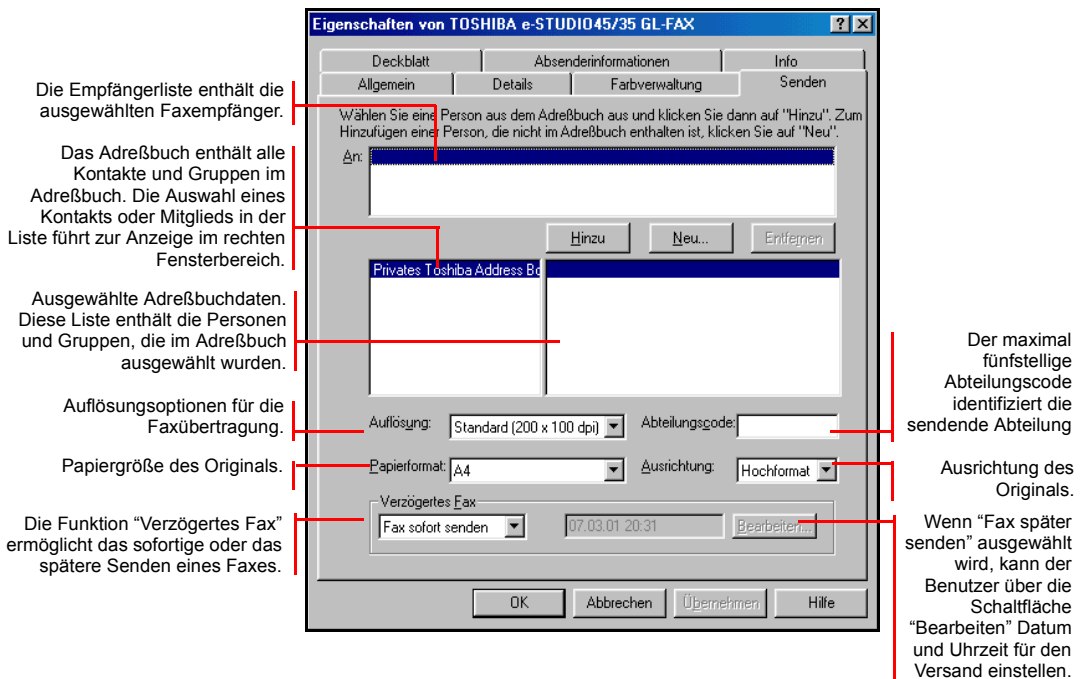 Eigenschaften von TOSHIBA e-STUDIO45/35 GL-FAX
Deckblatt
Absenderinformationen
Info
Allgemein
Details
Farbverwaltung
Senden
Wählen Sie eine Person aus dem Adreßbuch aus und klicken Sie dann auf "Hinzu". Zum
Hinzufügen einer Person, die nicht im Adreßbuch enthalten ist, klicken Sie auf "Neu".
An:
Hinzu
Neu...
Entfernen
Privates Toshiba Address Bo
Auflösung:
Standard (200 x 100 dpi)
Abteilungscode:
Papierformat:
A4
Ausrichtung:
Hochformat
Verzögertes Fax
Fax sofort senden
07.03.01 20:31
Bearbeiten...
OK
Abbrechen
Übernehmen
Hilfe
Die Empfängerliste enthält die
ausgewählten Faxempfänger.
Das Adreßbuch enthält alle
Kontakte und Gruppen im
Adreßbuch. Die Auswahl eines
Kontakts oder Mitglieds in der
Liste führt zur Anzeige im rechten
Fensterbereich.
Ausgewählte Adreßbuchdaten.
Diese Liste enthält die Personen
und Gruppen, die im Adreßbuch
ausgewählt wurden.
Auflösungsoptionen für die
Faxübertragung.
Papiergröße des Originals.
Die Funktion “Verzögertes Fax”
ermöglicht das sofortige oder das
spätere Senden eines Faxes.
Der maximal
fünfstellige
Abteilungscode
identifiziert die
sendende Abteilung
Ausrichtung des
Originals.
Wenn “Fax später
senden” ausgewählt
wird, kann der
Benutzer über die
Schaltfläche
“Bearbeiten” Datum
und Uhrzeit für den
Versand einstellen.